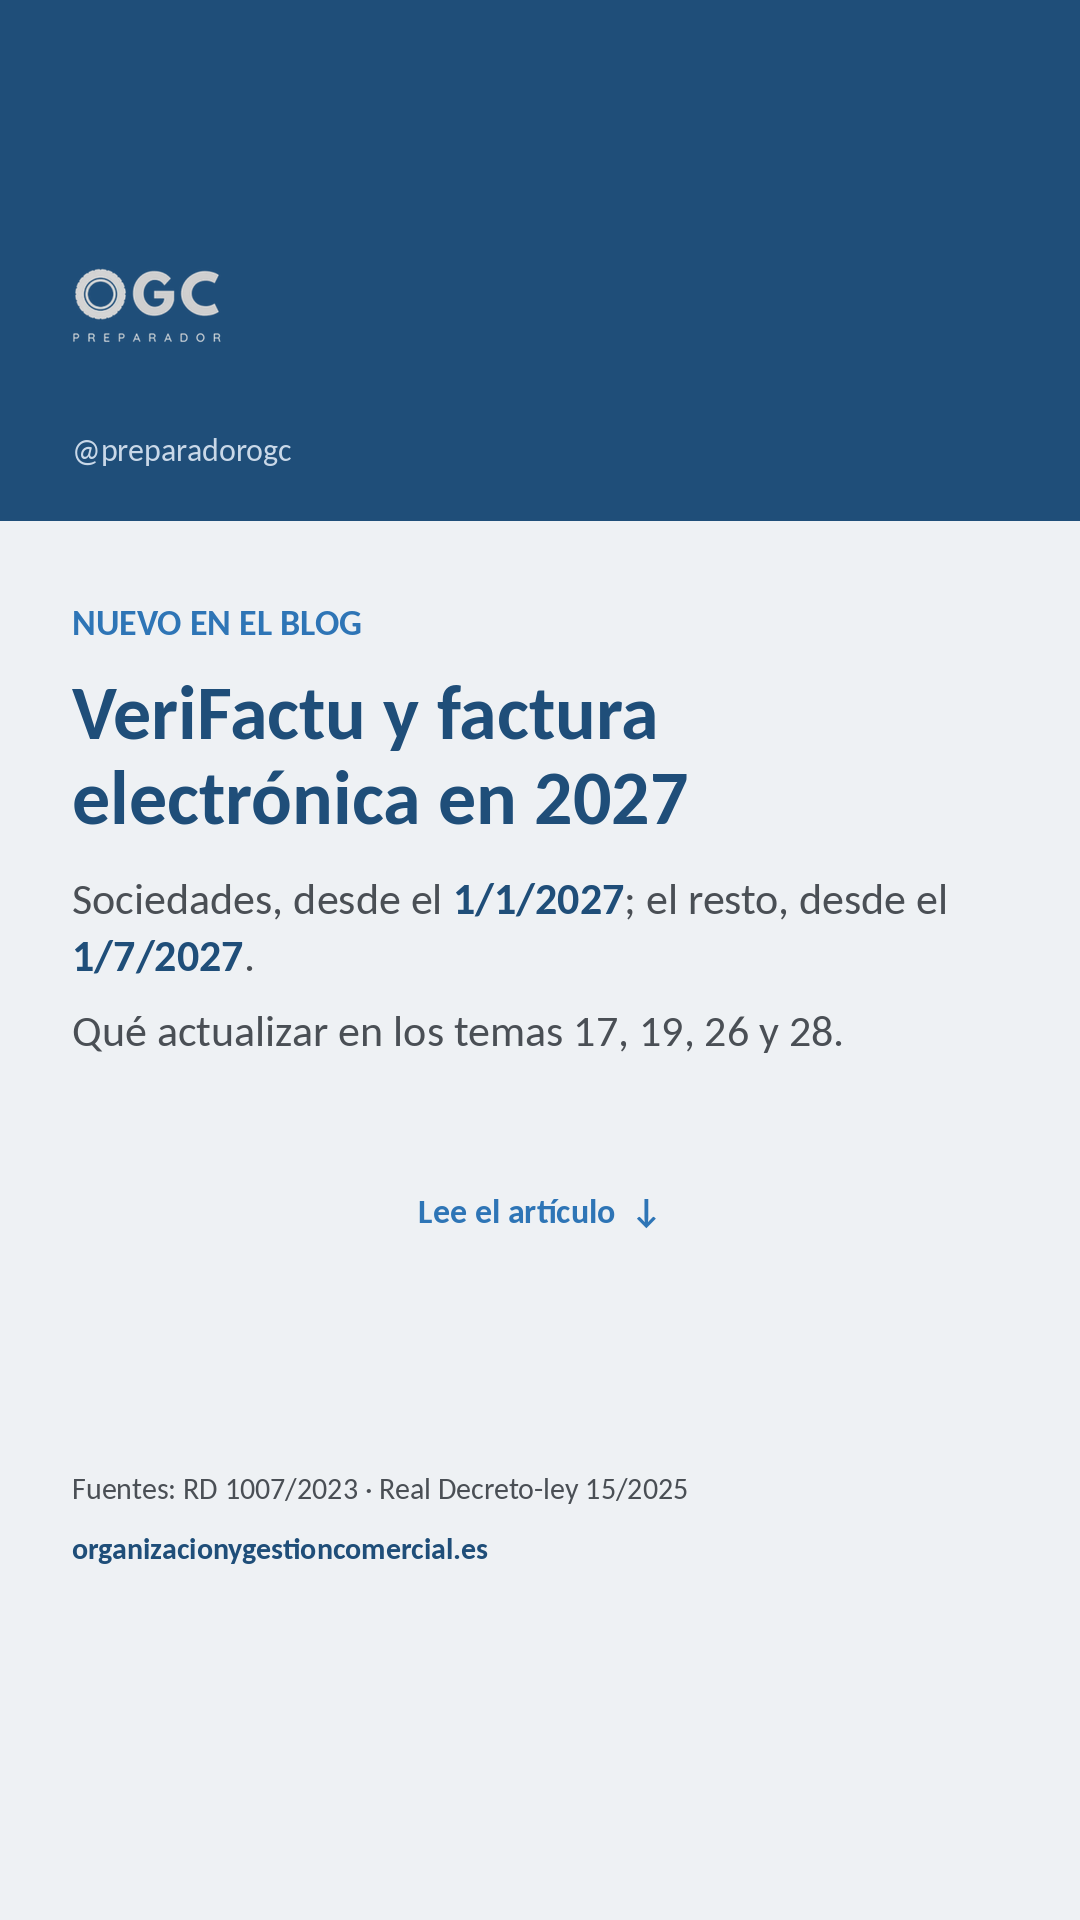 OGC
PREPARADOR
@preparadorogc
NUEVO EN EL BLOG
VeriFactu y factura
electrónica en 2027
Sociedades, desde el 1/1/2027; el resto, desde el
1/7/2027.
Qué actualizar en los temas 17, 19, 26 y 28.
Lee el artículo ↓
Fuentes: RD 1007/2023 · Real Decreto-ley 15/2025
organizacionygestioncomercial.es